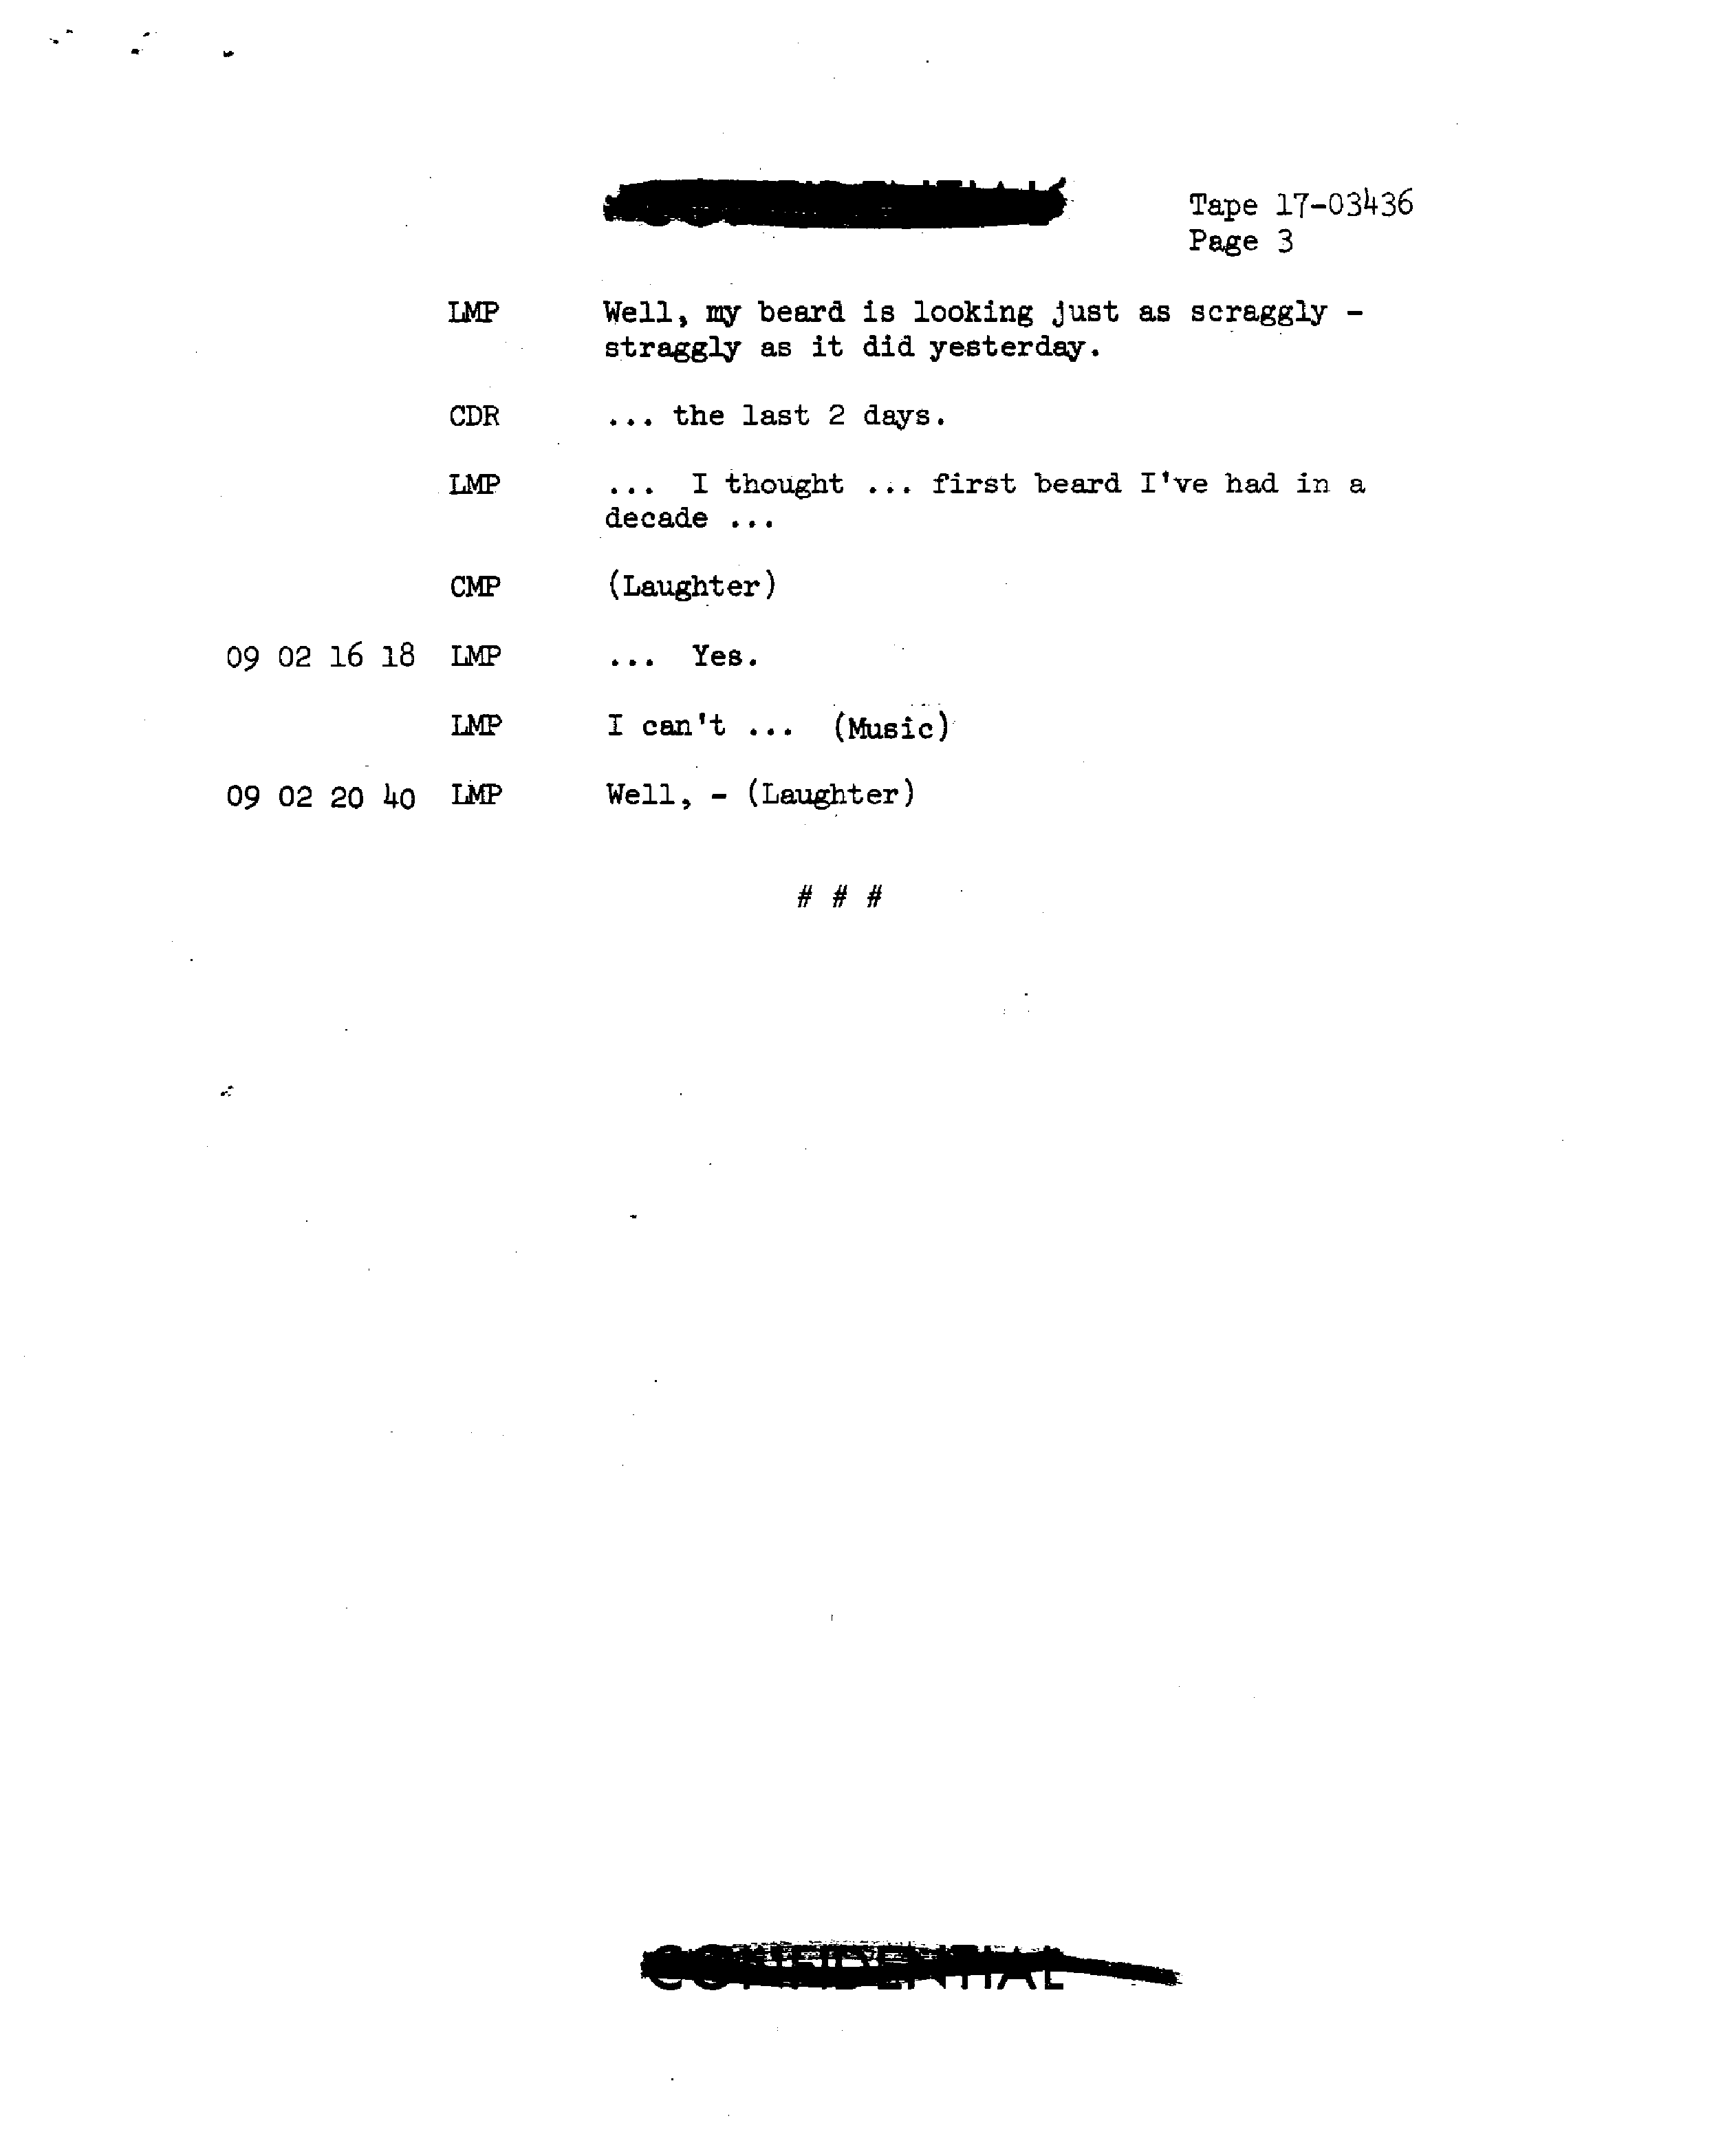 Tape 17-03436
Page 3
LMP Well, my beard is looking just as scraggly -
straggly as it did yesterday.
CDR ... the last 2 days.
LMP ... I thought ... first beard I've had in a
decade ...
CMP (Laughter)
09 02 16 18 LMP ... Yes.
LMP I can't ... (Music)
09 02 20 40 LMP Well, - (Laughter)
# # #
CONFIDENTIAL